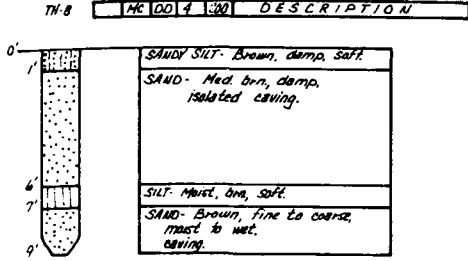 TH-8 MC DD 4 200 DESCRIPTION
0'
SANDY SILT- Brown, damp, soft.
1'
SAND- Med. brn, damp,
isolated caving.
6'
SILT- Moist, brn, soft.
7'
SAND- Brown, fine to coarse,
moist to wet,
caving.
9'